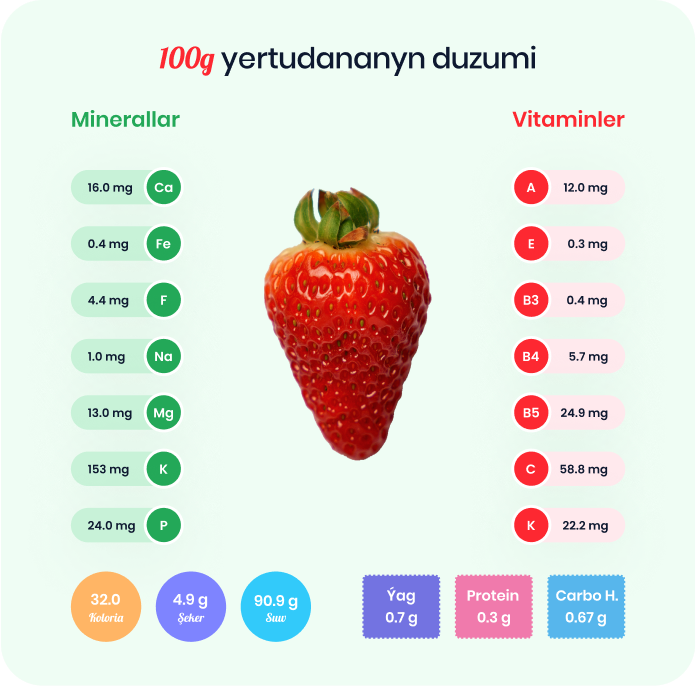 100g yertudananyn duzumi
Minerallar
16.0 mg Ca
0.4 mg Fe
4.4 mg F
1.0 mg Na
13.0 mg Mg
153 mg K
24.0 mg P
Vitaminler
A 12.0 mg
E 0.3 mg
B3 0.4 mg
B4 5.7 mg
B5 24.9 mg
C 58.8 mg
K 22.2 mg
32.0
Koloria
4.9 g
Şeker
90.9 g
Suw
Ýag
0.7 g
Protein
0.3 g
Carbo H.
0.67 g